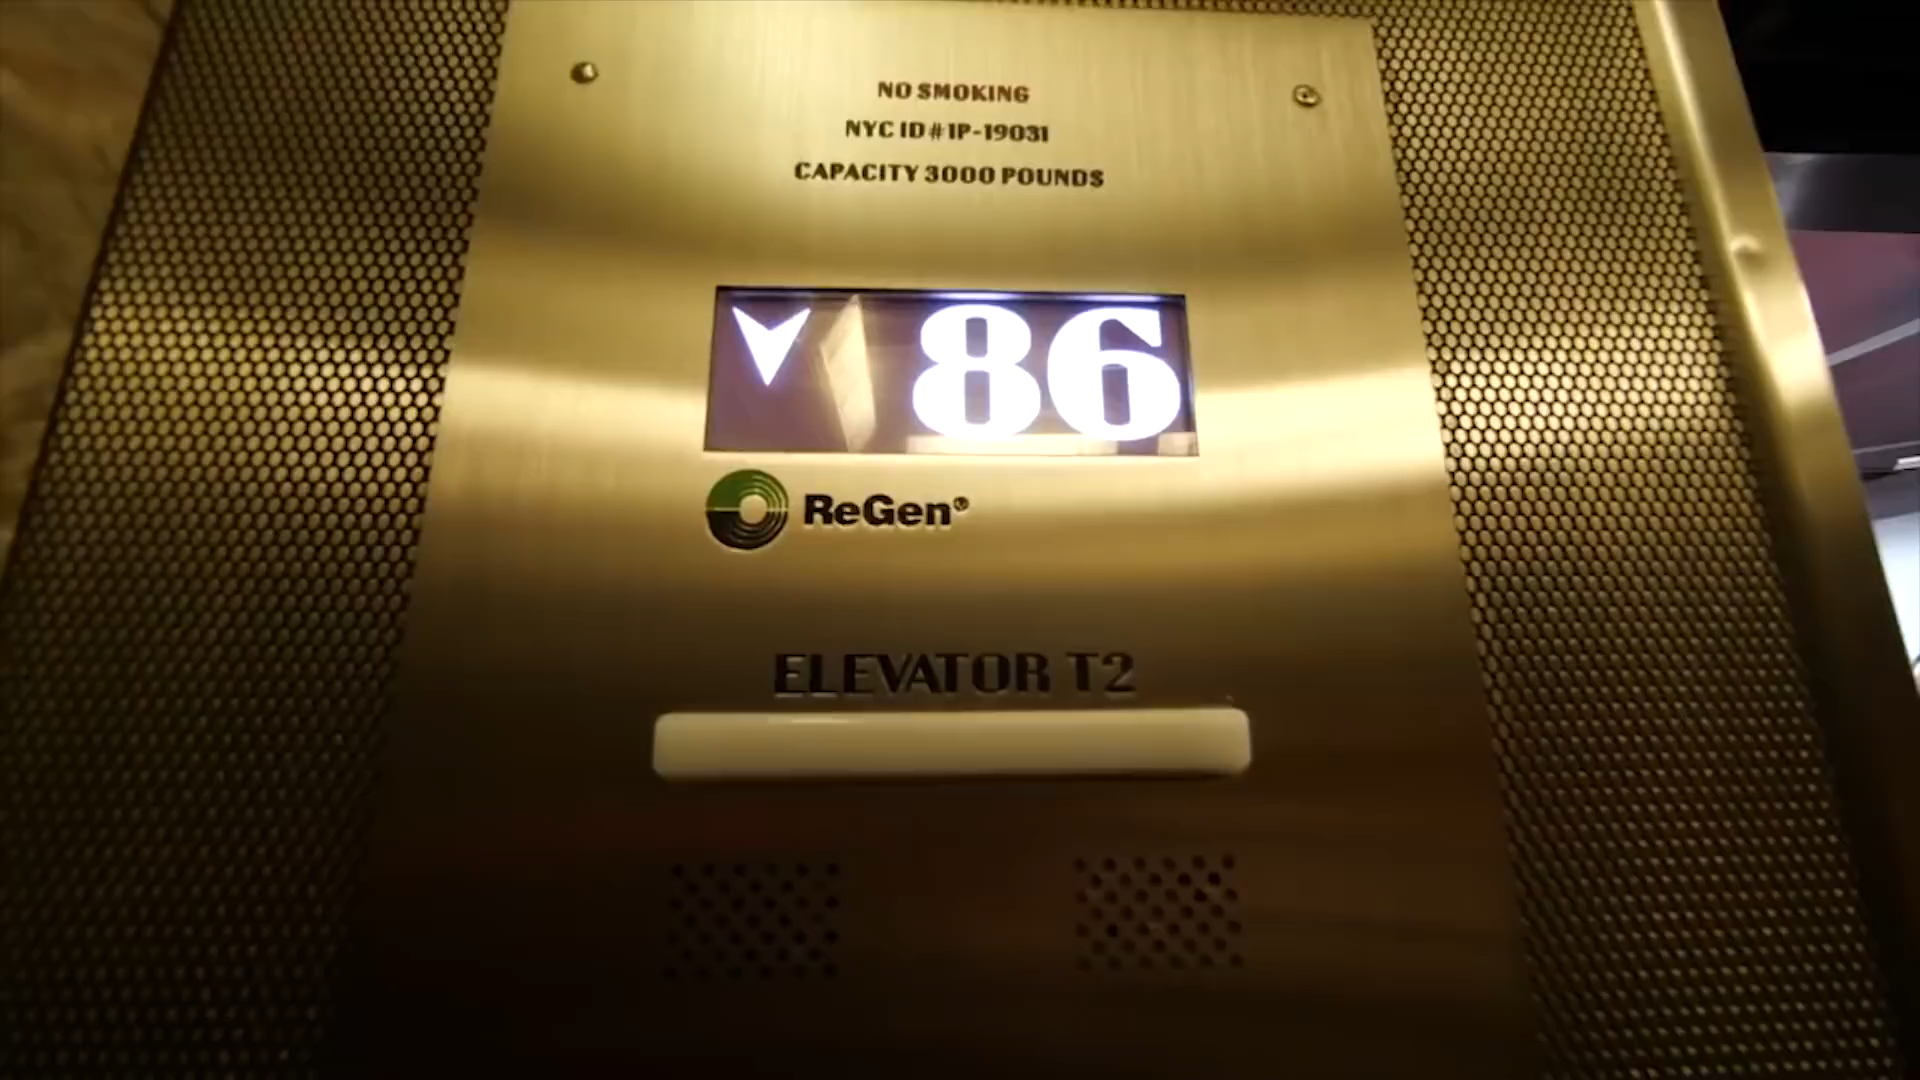 NO SMOKING
NYC ID#1P-19031
CAPACITY 3000 POUNDS
86
ReGen®
ELEVATOR T2